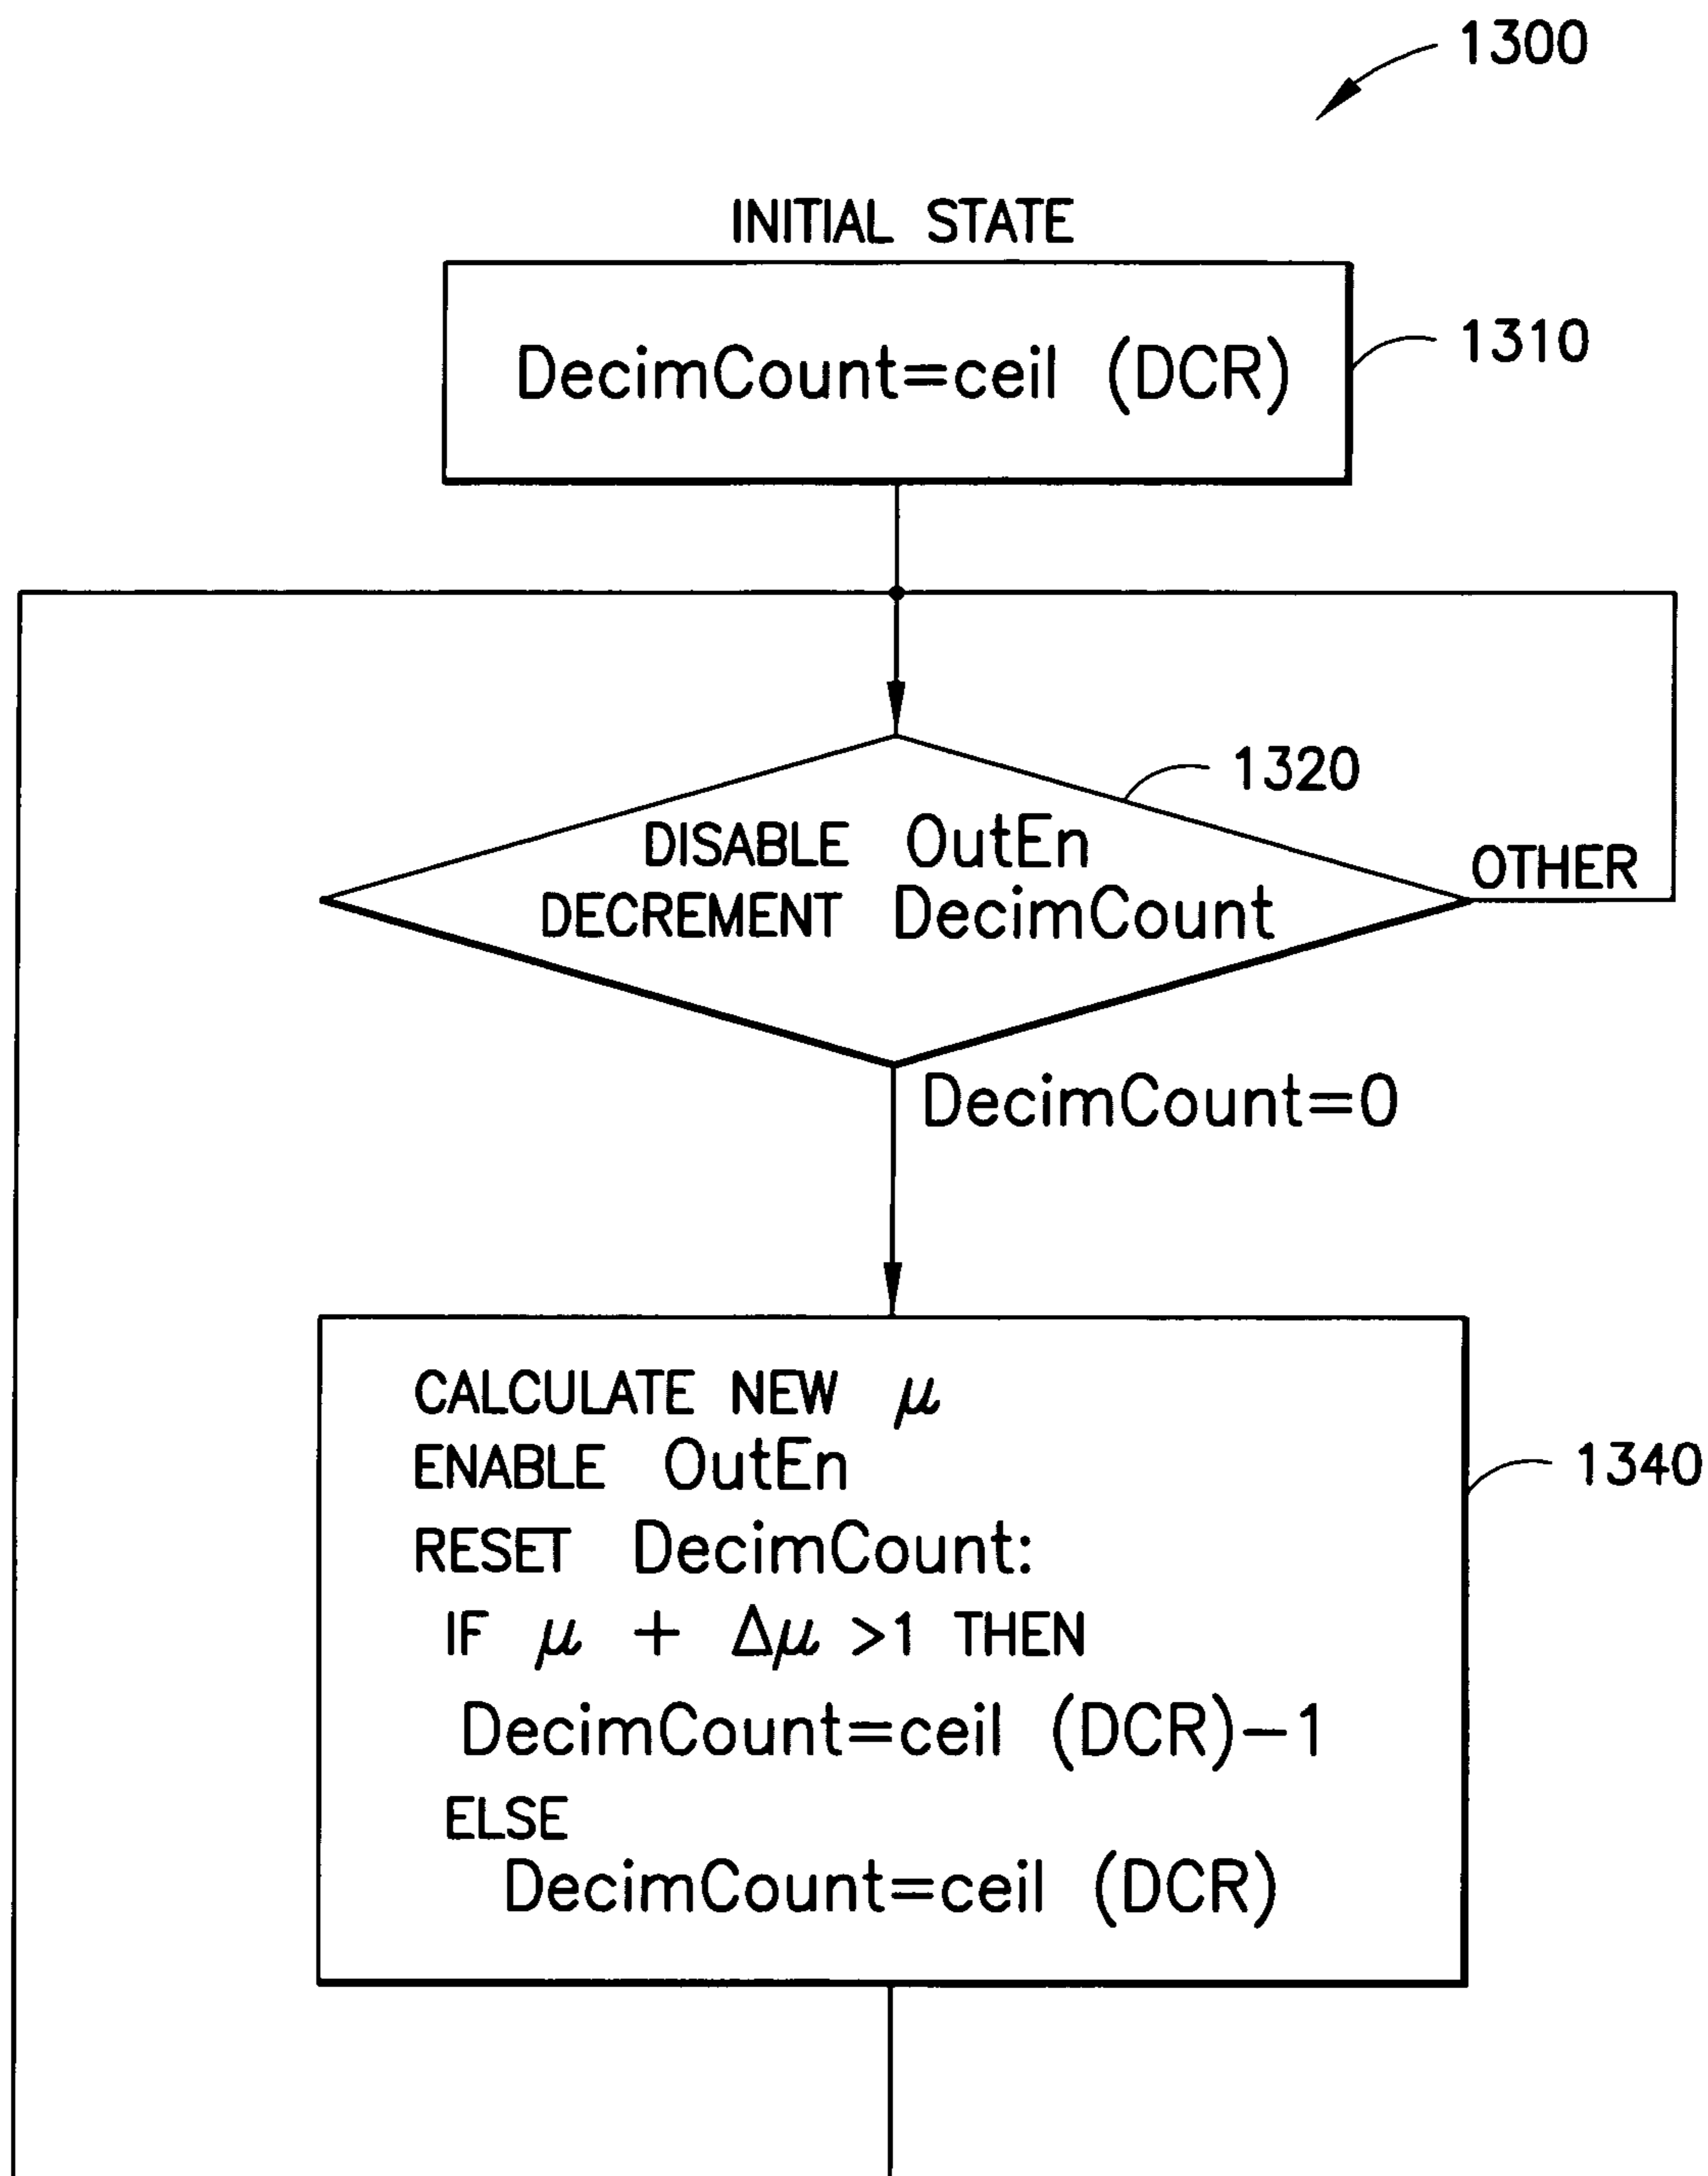 1300
INITIAL STATE
DecimCount=ceil (DCR)
1310
1320
DISABLE OutEn
DECREMENT DecimCount
OTHER
DecimCount=0
CALCULATE NEW μ
ENABLE OutEn
1340
RESET DecimCount:
IF μ + Δμ >1 THEN
DecimCount=ceil (DCR)−1
ELSE
DecimCount=ceil (DCR)